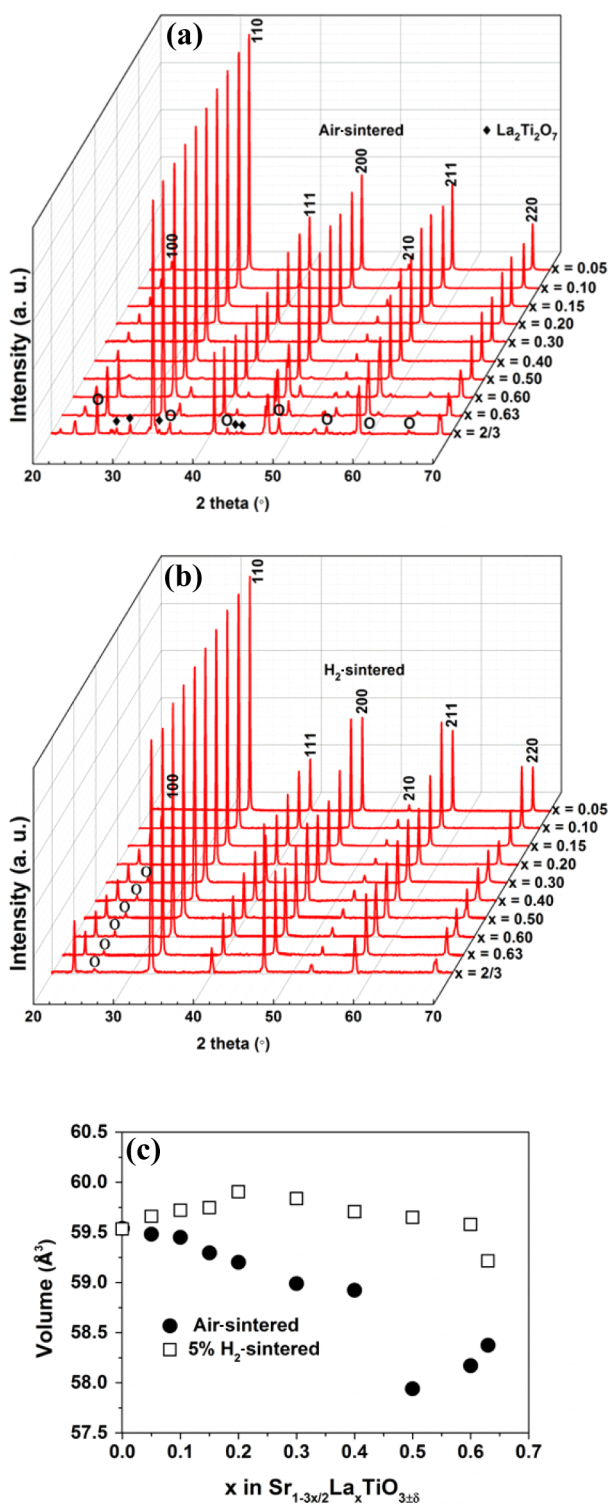 (a)
110
Air-sintered
♦ La₂Ti₂O₇
200
111
211
220
100
210
x = 0.05
x = 0.10
x = 0.15
x = 0.20
x = 0.30
x = 0.40
x = 0.50
x = 0.60
x = 0.63
x = 2/3
Intensity (a. u.)
O
O
O
O
O
O
O
20 30 40 50 60 70
2 theta (°)
(b)
110
H₂-sintered
200
111
211
220
100
210
x = 0.05
x = 0.10
x = 0.15
x = 0.20
x = 0.30
x = 0.40
x = 0.50
x = 0.60
x = 0.63
x = 2/3
Intensity (a. u.)
O
O
O
O
O
O
O
20 30 40 50 60 70
2 theta (°)
(c)
60.5
60.0
59.5
59.0
58.5
58.0
57.5
Volume (Å³)
Air-sintered
5% H₂-sintered
0.0 0.1 0.2 0.3 0.4 0.5 0.6 0.7
x in Sr₁₋₃ₓ/₂LaₓTiO₃±δ